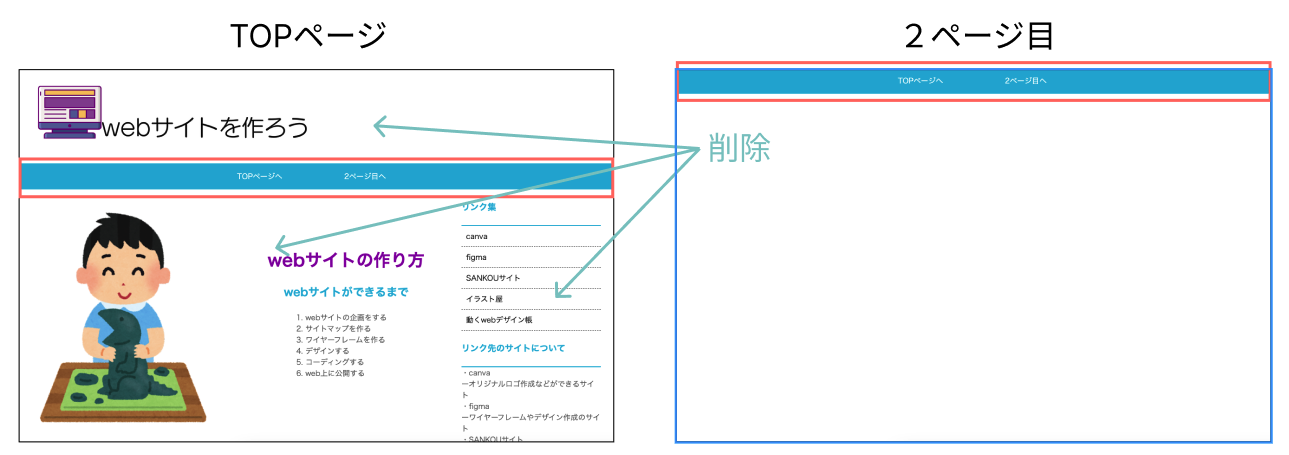 TOPページ
２ページ目
webサイトを作ろう
TOPページへ
2ページ目へ
リンク集
canva
figma
SANKOUサイト
イラスト屋
動くwebデザイン帳
リンク先のサイトについて
・canva
ーオリジナルロゴ作成などができるサイ
ト
・figma
ーワイヤーフレームやデザイン作成のサイ
ト
・SANKOUサイト
webサイトの作り方
webサイトができるまで
1. webサイトの企画をする
2. サイトマップを作る
3. ワイヤーフレームを作る
4. デザインする
5. コーディングする
6. web上に公開する
TOPページへ
2ページ目へ
削除